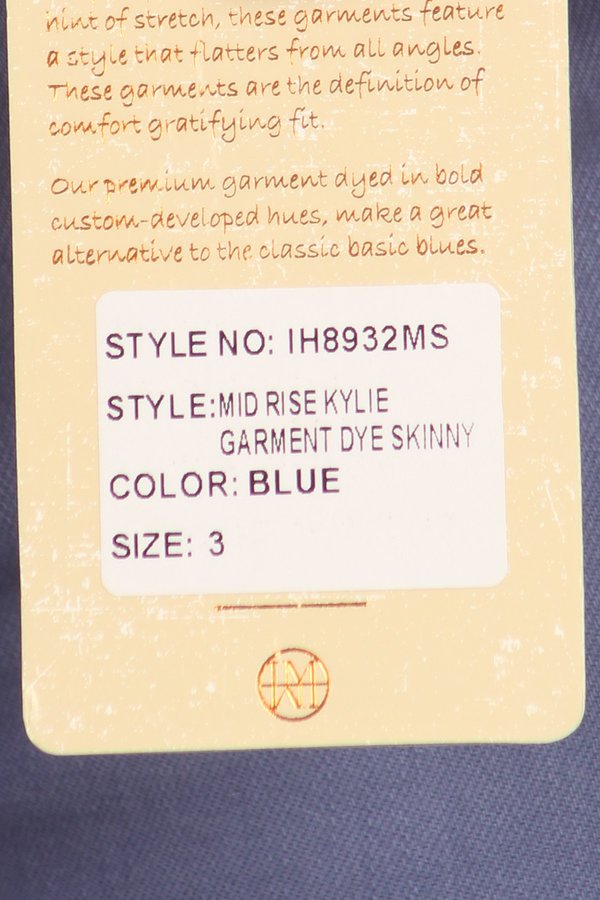 hint of stretch, these garments feature
a style that flatters from all angles.
These garments are the definition of
comfort gratifying fit.
Our premium garment dyed in bold
custom-developed hues, make a great
alternative to the classic basic blues.
STYLE NO: IH8932MS
STYLE:MID RISE KYLIE
GARMENT DYE SKINNY
COLOR: BLUE
SIZE: 3